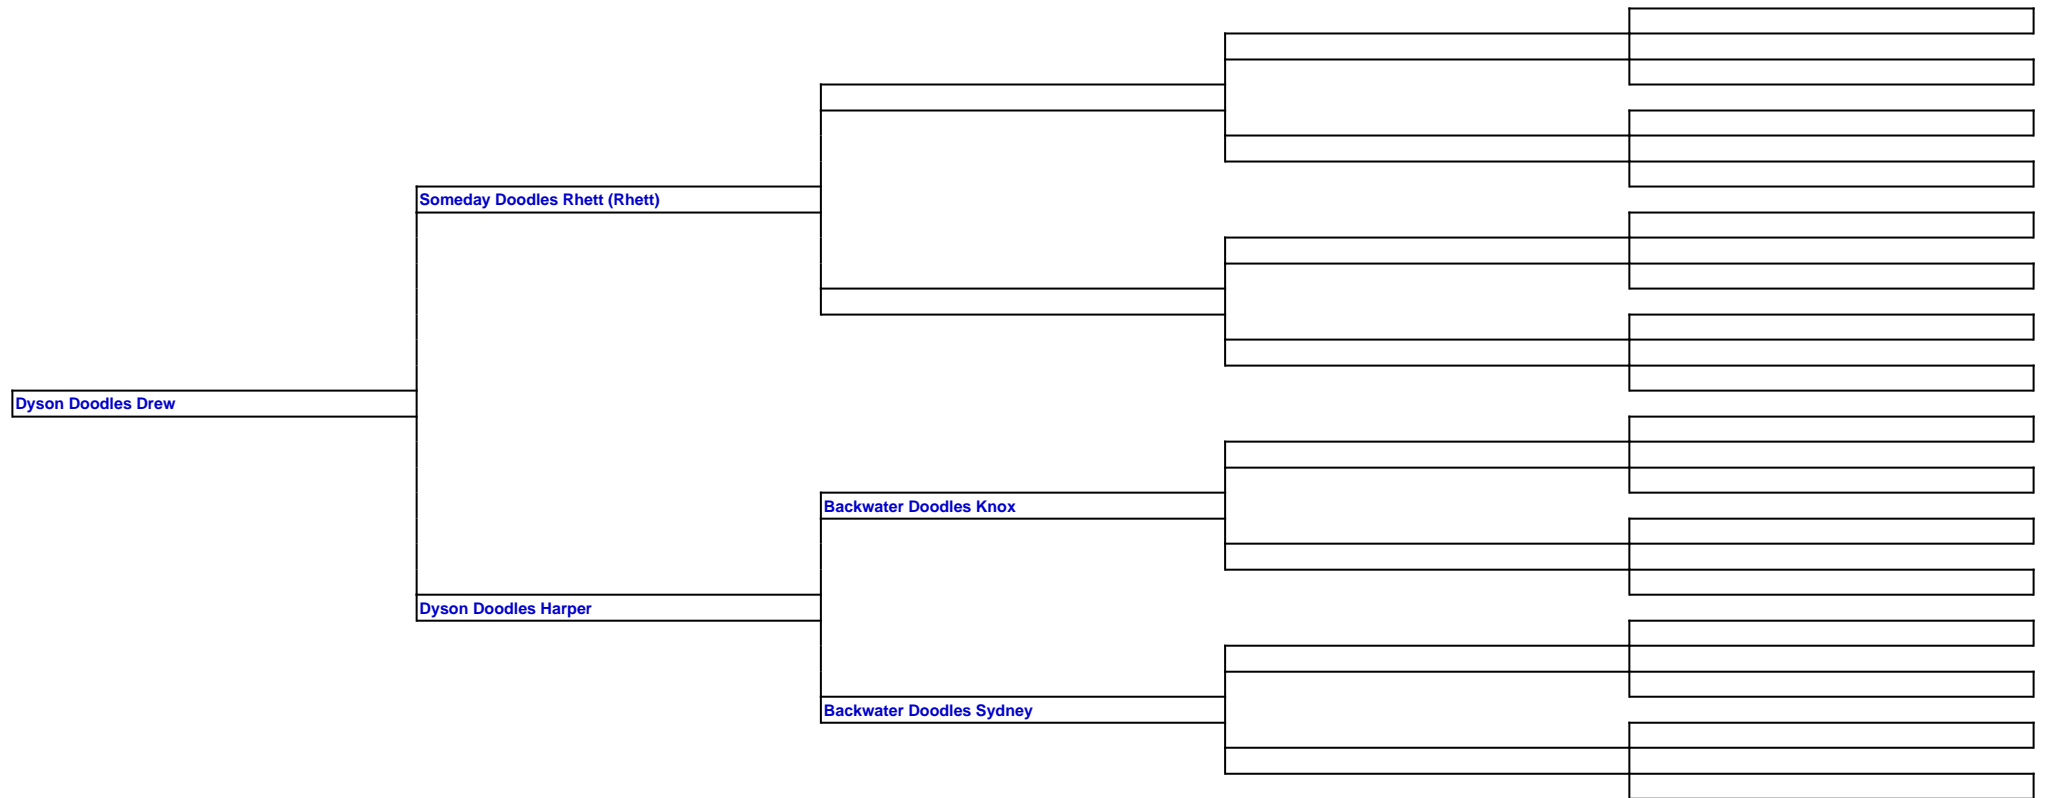 Someday Doodles Rhett (Rhett)
Dyson Doodles Drew
Backwater Doodles Knox
Dyson Doodles Harper
Backwater Doodles Sydney